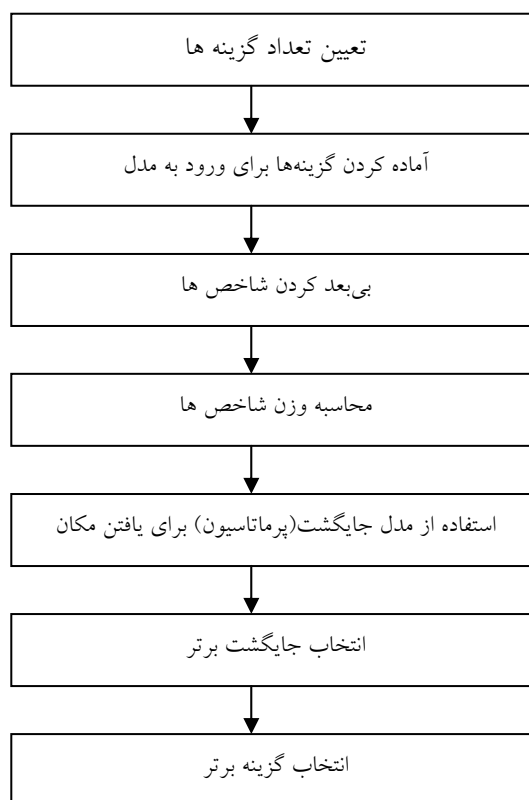 تعیین تعداد گزینه ها
آماده کردن گزینه‌ها برای ورود به مدل
بی‌بعد کردن شاخص ها
محاسبه وزن شاخص ها
استفاده از مدل جایگشت(پرماتاسیون) برای یافتن مکان
انتخاب جایگشت برتر
انتخاب گزینه برتر